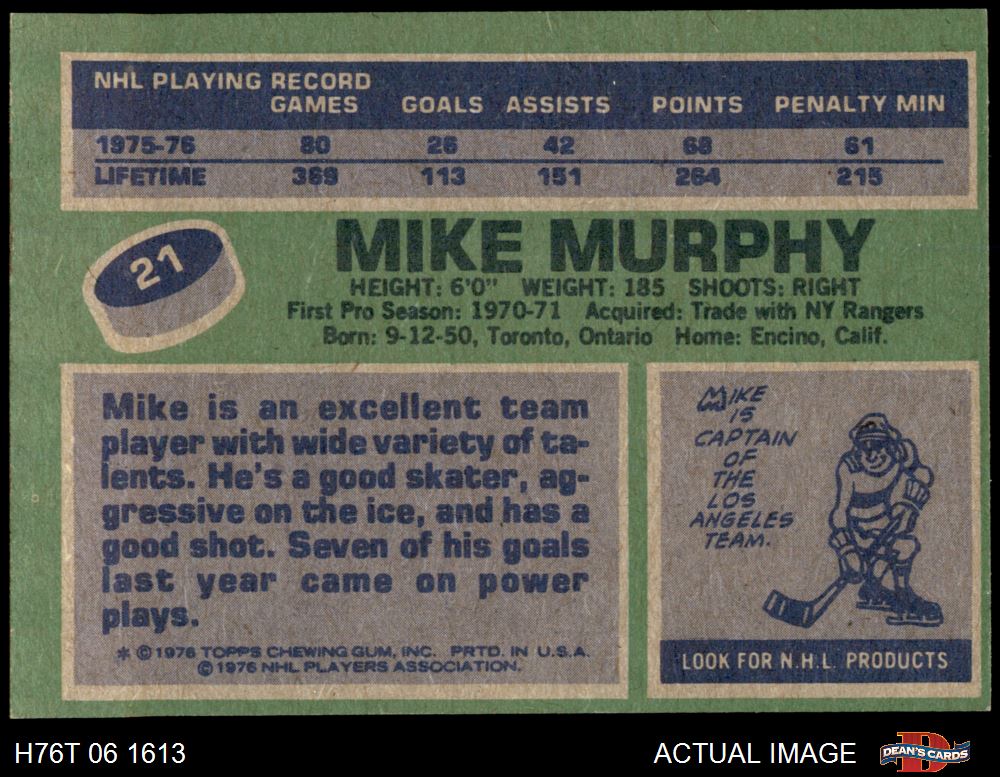 NHL PLAYING RECORD
GAMES GOALS ASSISTS POINTS PENALTY MIN
1975-76 80 26 42 68 61
LIFETIME 369 113 151 264 215
21
MIKE MURPHY
HEIGHT: 6'0" WEIGHT: 185 SHOOTS: RIGHT
First Pro Season: 1970-71 Acquired: Trade with NY Rangers
Born: 9-12-50, Toronto, Ontario Home: Encino, Calif.
Mike is an excellent team
player with wide variety of ta-
lents. He's a good skater, ag-
gressive on the ice, and has a
good shot. Seven of his goals
last year came on power
plays.
* © 1976 TOPPS CHEWING GUM, INC. PRTD. IN U.S.A.
© 1976 NHL PLAYERS ASSOCIATION.
MIKE
IS
CAPTAIN
OF
THE
LOS
ANGELES
TEAM.
LOOK FOR N.H.L. PRODUCTS
H76T 06 1613
ACTUAL IMAGE
D
DEAN'S CARDS